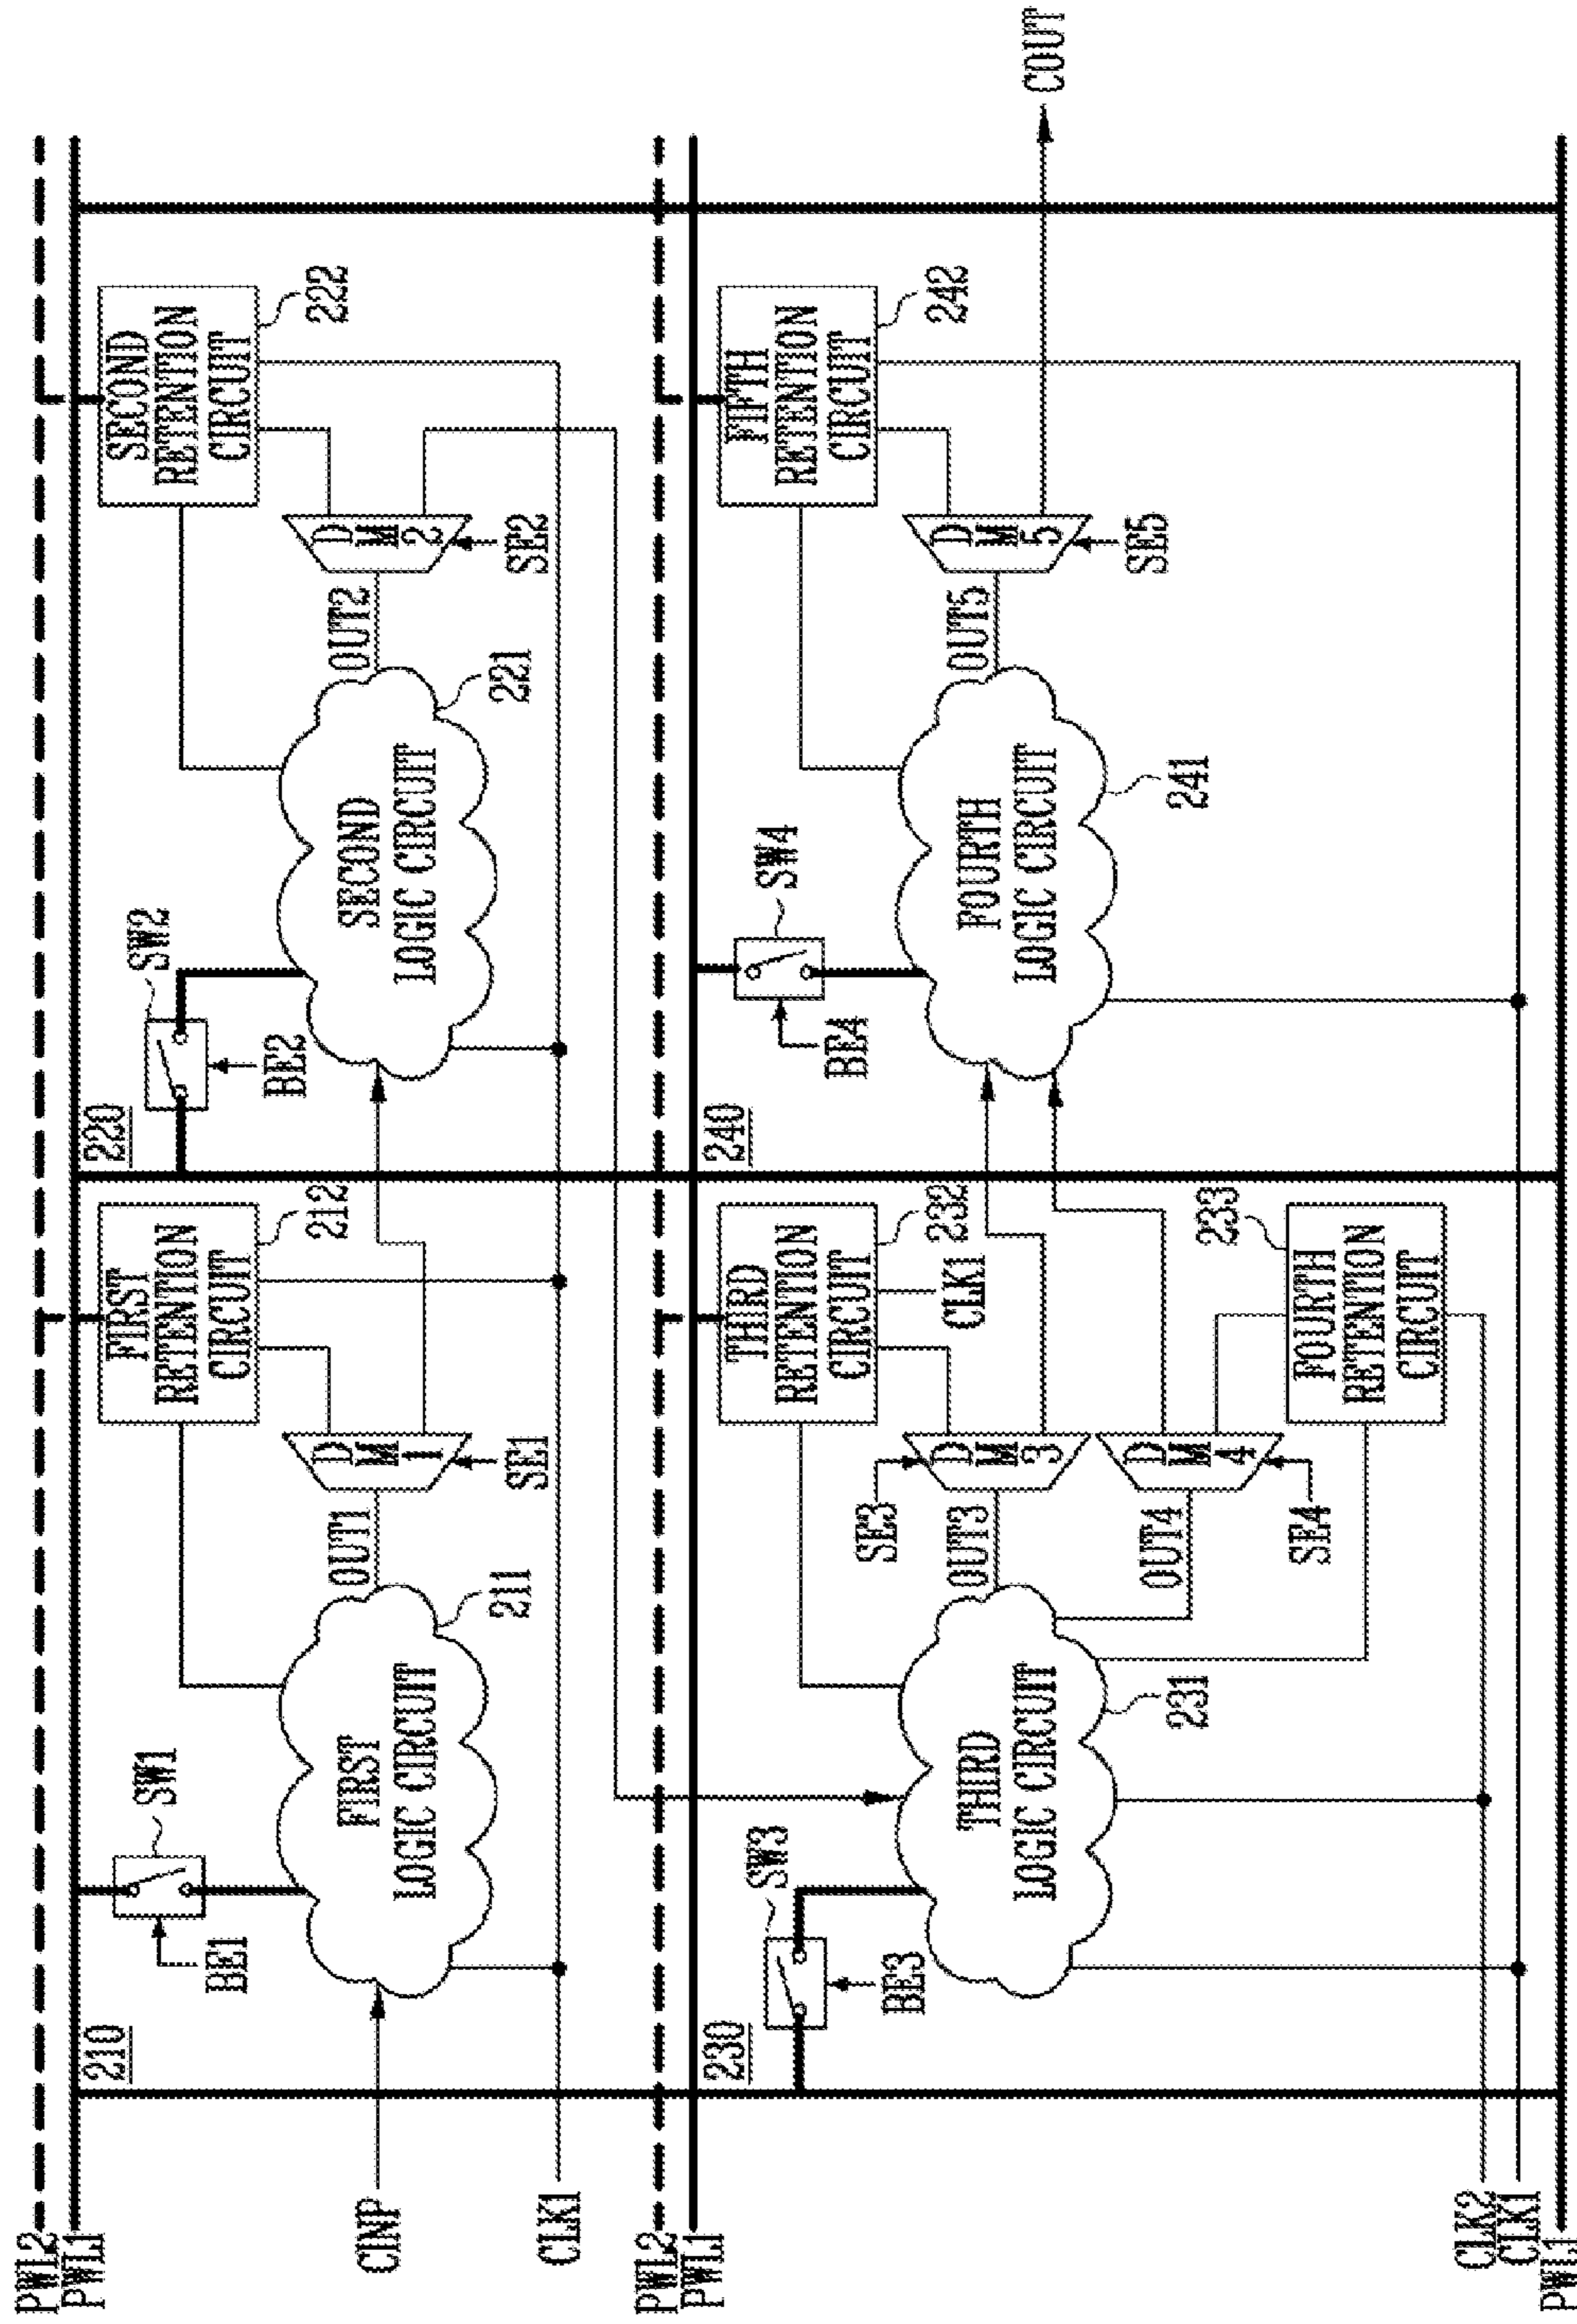 PWL2
PWL1
210
BE1
SW1
FIRST
RETENTION
CIRCUIT
212
220
SW2
BE2
SECOND
RETENTION
CIRCUIT
222
CINP
FIRST
LOGIC CIRCUIT
211
OUT1
DM1
SE1
SECOND
LOGIC CIRCUIT
221
OUT2
DM2
SE2
CLK1
PWL2
PWL1
230
SW3
BE3
THIRD
RETENTION
CIRCUIT
232
CLK1
240
BE4
SW4
FIFTH
RETENTION
CIRCUIT
242
THIRD
LOGIC CIRCUIT
231
SE3
OUT3
DM3
OUT4
DM4
SE4
233
FOURTH
RETENTION
CIRCUIT
FOURTH
LOGIC CIRCUIT
241
OUT5
DM5
SE5
COUT
CLK2
CLK1
PWL1